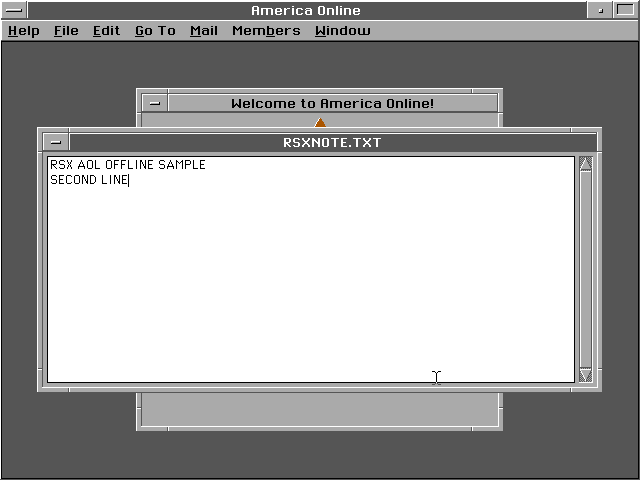 America Online
Help File Edit Go To Mail Members Window
Welcome to America Online!
RSXNOTE.TXT
RSX AOL OFFLINE SAMPLE
SECOND LINE